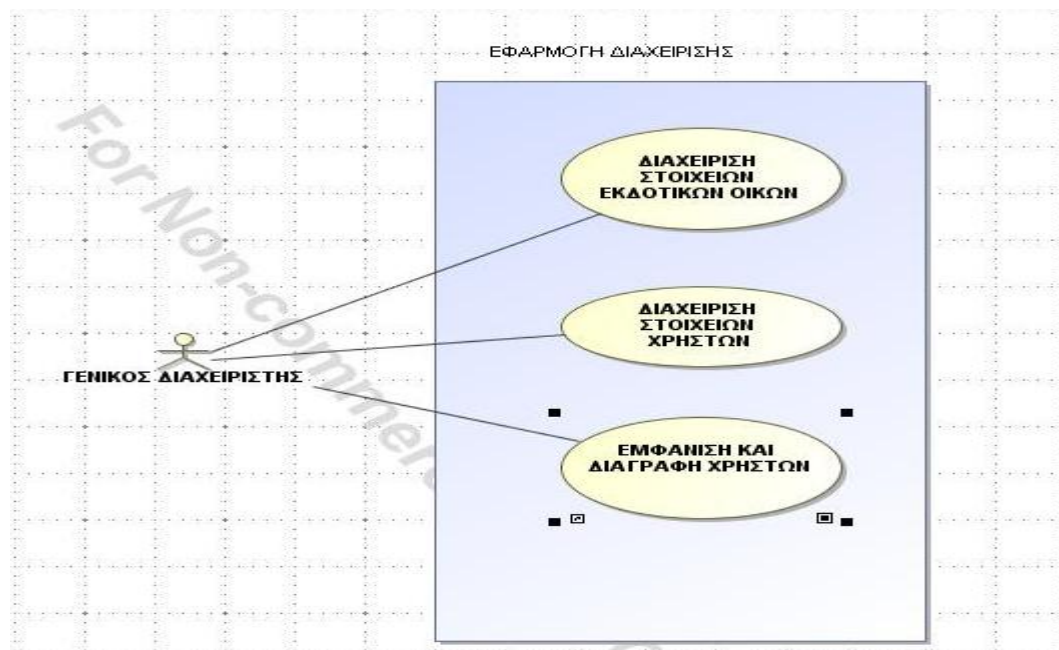 ΕΦΑΡΜΟΓΗ ΔΙΑΧΕΙΡΙΣΗΣ
For Non-commer
ΔΙΑΧΕΙΡΙΣΗ
ΣΤΟΙΧΕΙΩΝ
ΕΚΔΟΤΙΚΩΝ ΟΙΚΩΝ
ΔΙΑΧΕΙΡΙΣΗ
ΣΤΟΙΧΕΙΩΝ
ΧΡΗΣΤΩΝ
ΓΕΝΙΚΟΣ ΔΙΑΧΕΙΡΙΣΤΗΣ
ΕΜΦΑΝΙΣΗ ΚΑΙ
ΔΙΑΓΡΑΦΗ ΧΡΗΣΤΩΝ